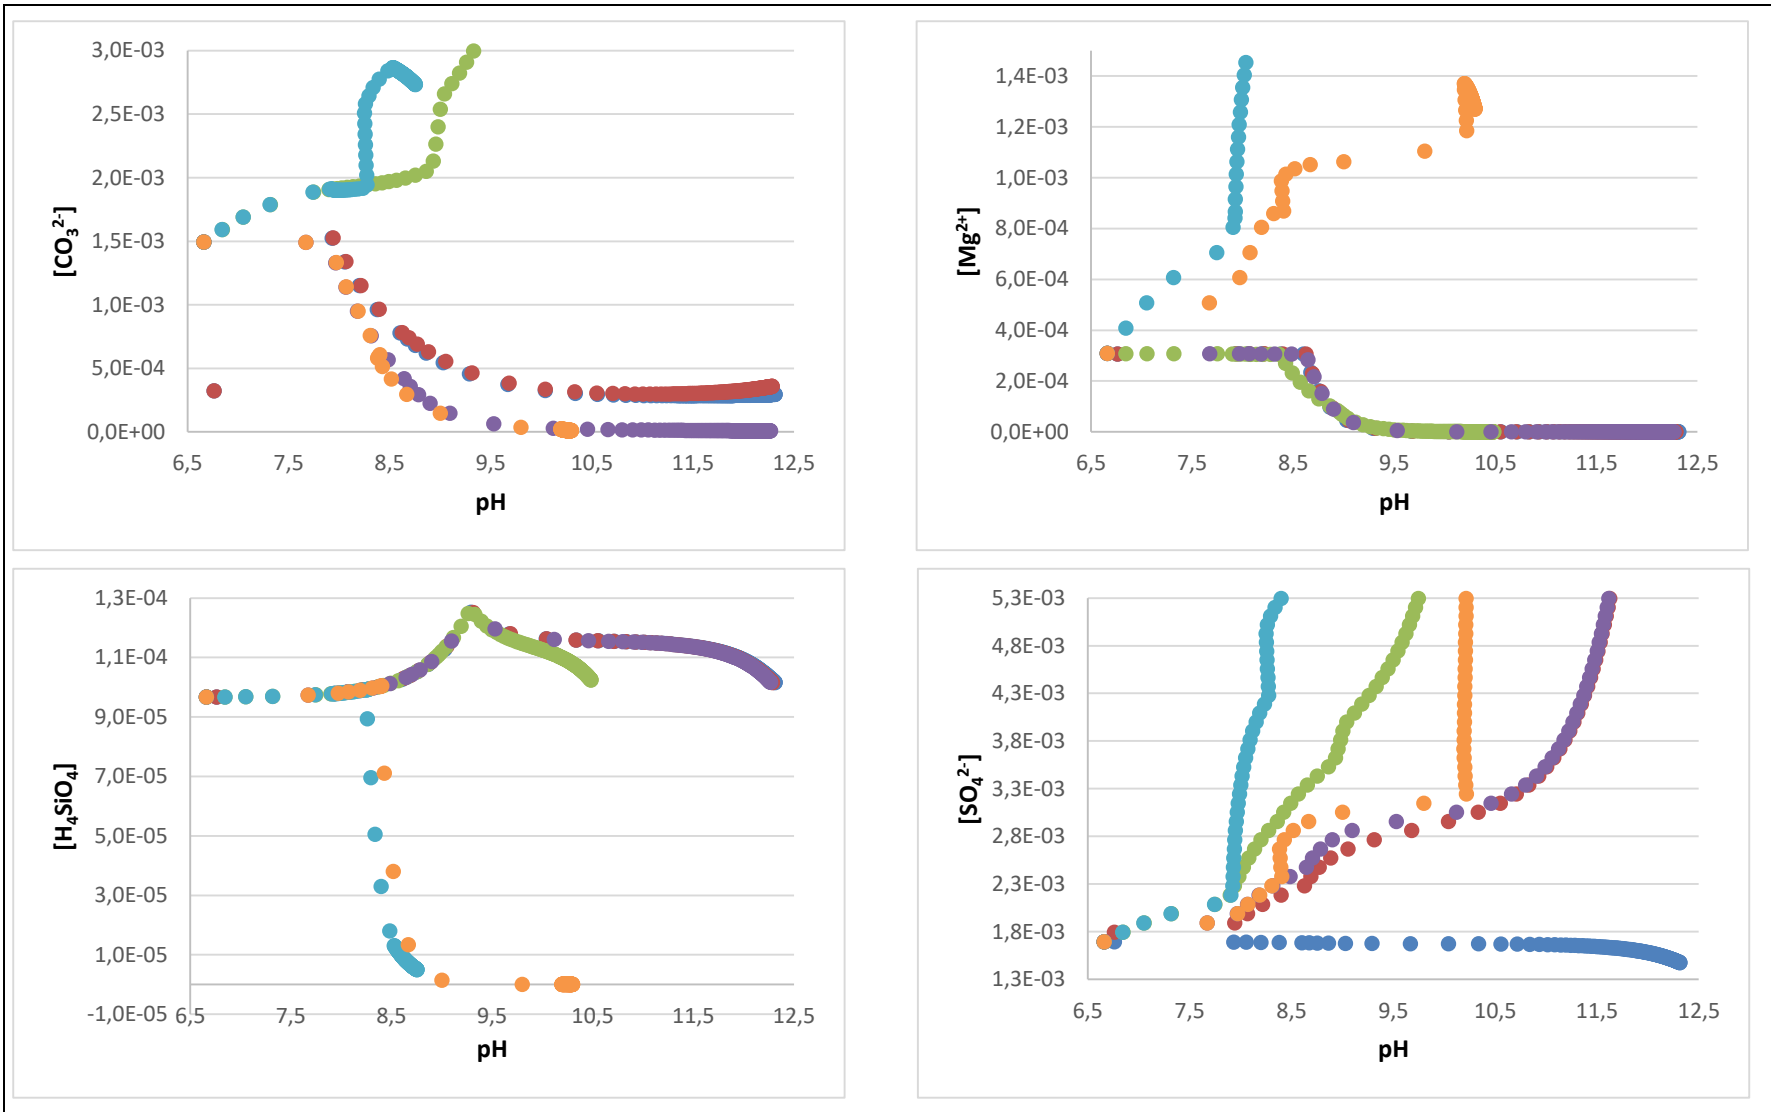 3,0E-03
2,5E-03
2,0E-03
1,5E-03
1,0E-03
5,0E-04
0,0E+00
[CO₃²⁻]
6,5 7,5 8,5 9,5 10,5 11,5 12,5
pH
1,4E-03
1,2E-03
1,0E-03
8,0E-04
6,0E-04
4,0E-04
2,0E-04
0,0E+00
[Mg²⁺]
6,5 7,5 8,5 9,5 10,5 11,5 12,5
pH
1,3E-04
1,1E-04
9,0E-05
7,0E-05
5,0E-05
3,0E-05
1,0E-05
-1,0E-05
[H₄SiO₄]
6,5 7,5 8,5 9,5 10,5 11,5 12,5
pH
5,3E-03
4,8E-03
4,3E-03
3,8E-03
3,3E-03
2,8E-03
2,3E-03
1,8E-03
1,3E-03
[SO₄²⁻]
6,5 7,5 8,5 9,5 10,5 11,5 12,5
pH